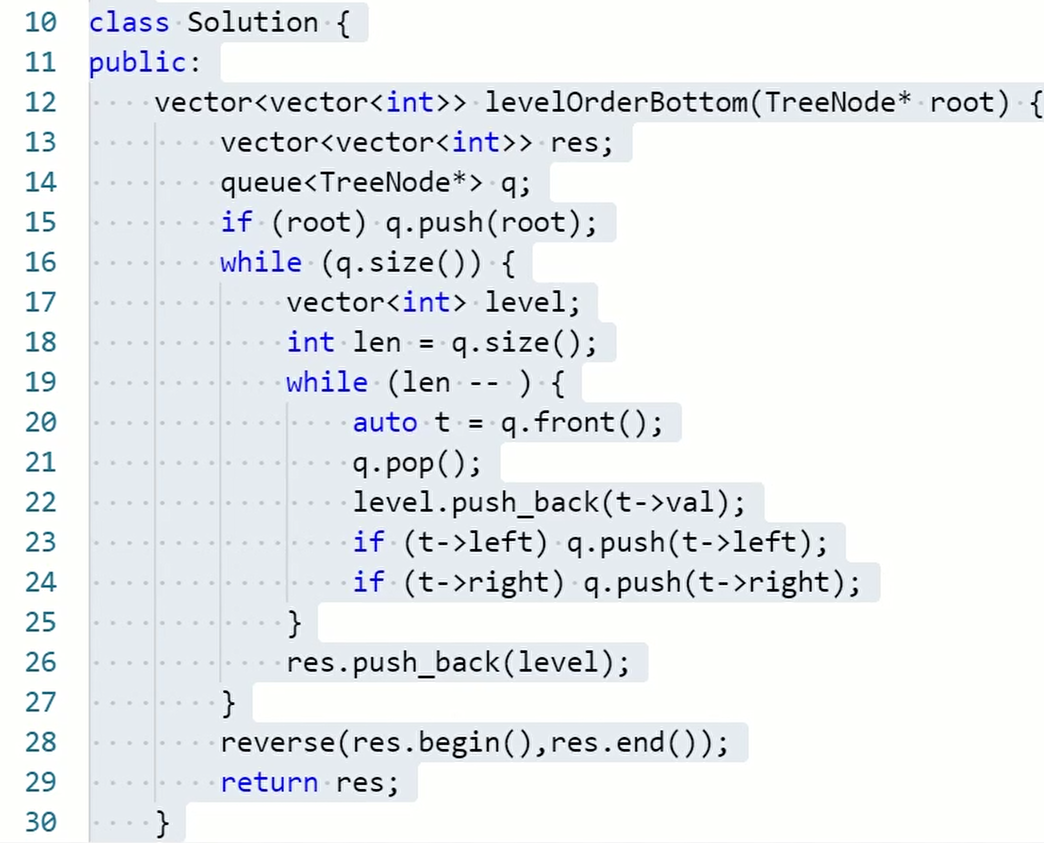 10 class Solution {
11 public:
12     vector<vector<int>> levelOrderBottom(TreeNode* root) {
13         vector<vector<int>> res;
14         queue<TreeNode*> q;
15         if (root) q.push(root);
16         while (q.size()) {
17             vector<int> level;
18             int len = q.size();
19             while (len -- ) {
20                 auto t = q.front();
21                 q.pop();
22                 level.push_back(t->val);
23                 if (t->left) q.push(t->left);
24                 if (t->right) q.push(t->right);
25             }
26             res.push_back(level);
27         }
28         reverse(res.begin(),res.end());
29         return res;
30     }